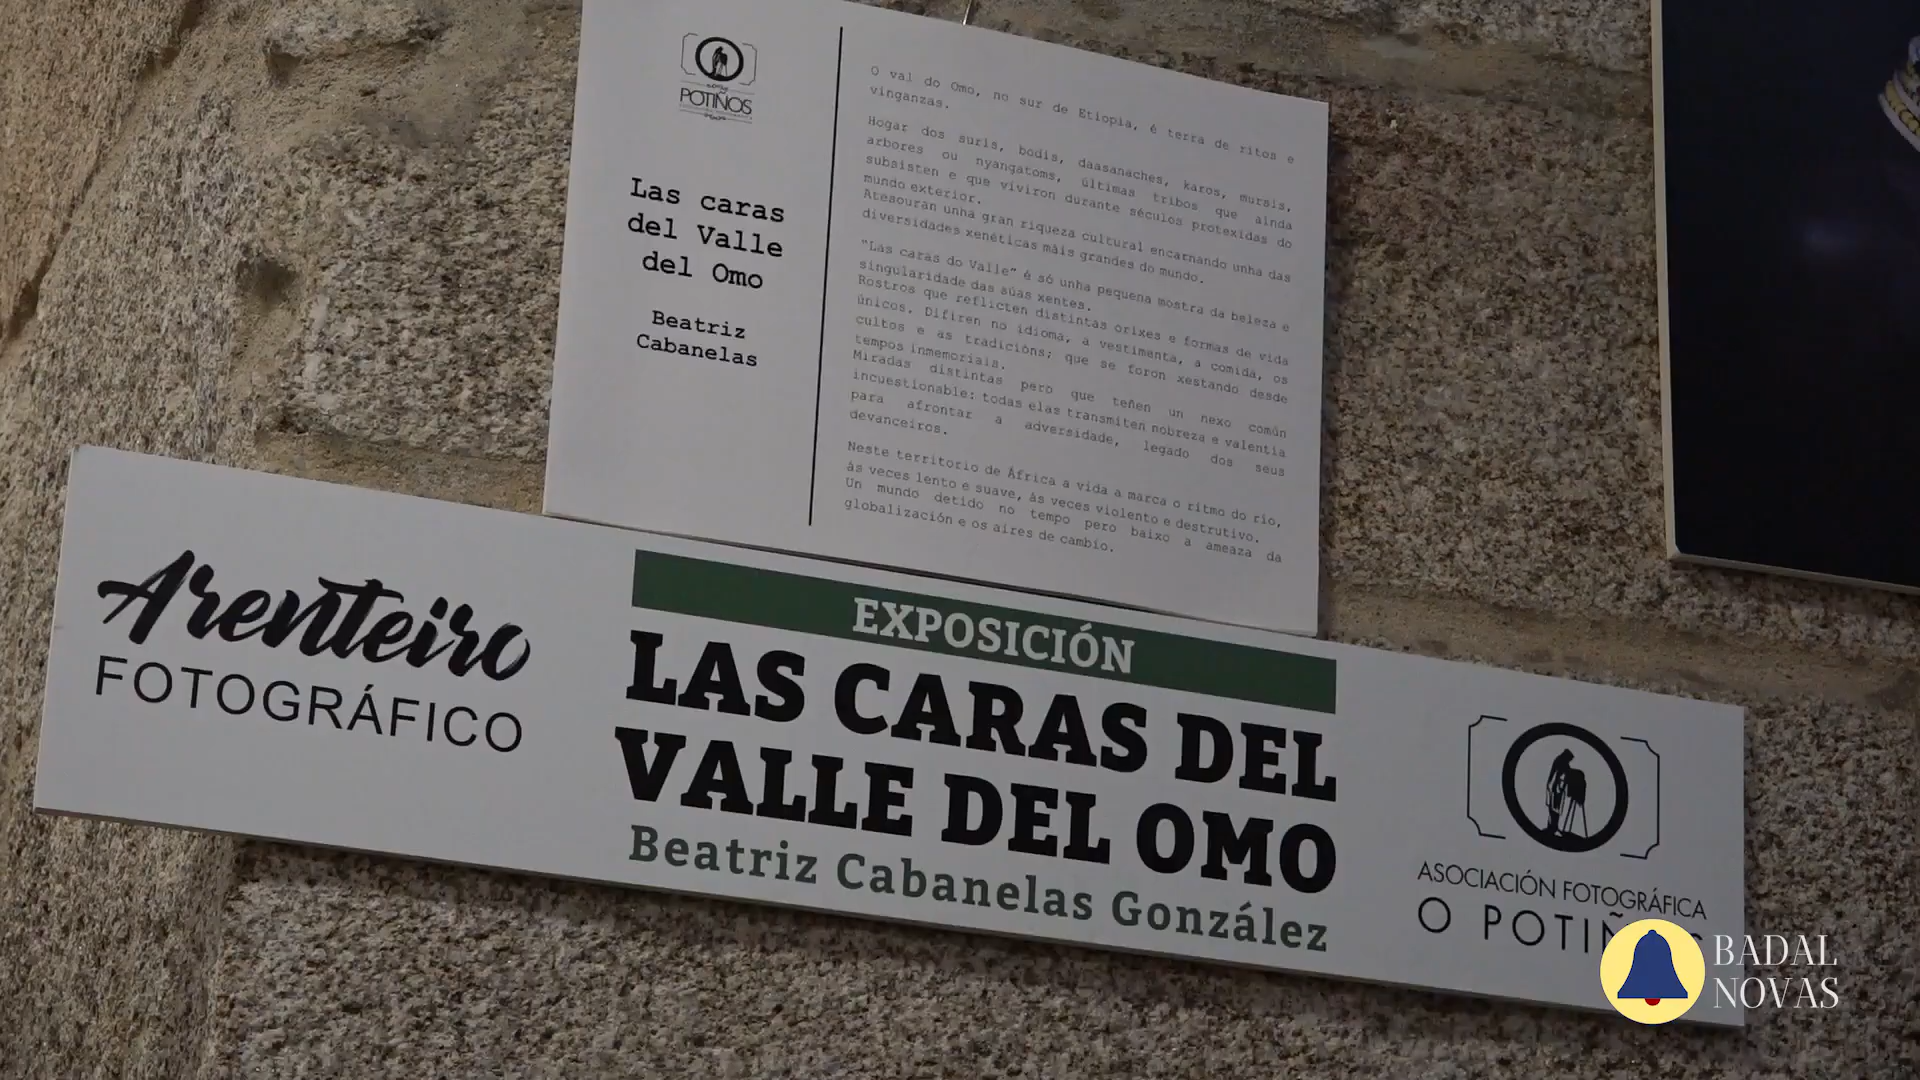 POTIÑOS
Las caras
del Valle
del Omo
Beatriz
Cabanelas
O val do Omo, no sur de Etiopia, é terra de ritos e
vinganzas.
Hogar dos suris, bodis, daasanaches, karos, mursis,
arbores ou nyangatoms, últimas tribos que ainda
subsisten e que viviron durante séculos protexidas do
mundo exterior.
Atesouran unha gran riqueza cultural encarnando unha das
diversidades xenéticas máis grandes do mundo.
"Las caras do Valle" é só unha pequena mostra da beleza e
singularidade das súas xentes.
Rostros que reflicten distintas orixes e formas de vida
únicos. Difiren no idioma, a vestimenta, a comida, os
cultos e as tradicións; que se foron xestando desde
tempos inmemoriais.
Miradas distintas pero que teñen un nexo común
incuestionable: todas elas transmiten nobreza e valentia
para afrontar a adversidade, legado dos seus
devanceiros.
Neste territorio de África a vida a marca o ritmo do río,
às veces lento e suave, às veces violento e destrutivo.
Un mundo detido no tempo pero baixo a ameaza da
globalización e os aires de cambio.
Arenteiro
FOTOGRÁFICO
EXPOSICIÓN
LAS CARAS DEL
VALLE DEL OMO
Beatriz Cabanelas González
ASOCIACIÓN FOTOGRÁFICA
O
BADAL
NOVAS